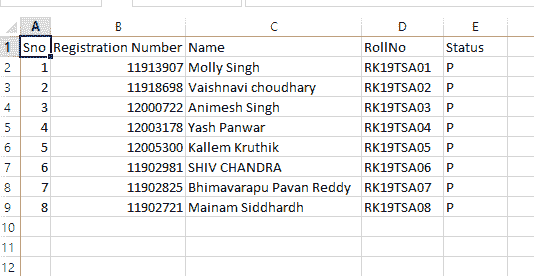 A B C D E
1 Sno Registration Number Name RollNo Status
2 1 11913907 Molly Singh RK19TSA01 P
3 2 11918698 Vaishnavi choudhary RK19TSA02 P
4 3 12000722 Animesh Singh RK19TSA03 P
5 4 12003178 Yash Panwar RK19TSA04 P
6 5 12005300 Kallem Kruthik RK19TSA05 P
7 6 11902981 SHIV CHANDRA RK19TSA06 P
8 7 11902825 Bhimavarapu Pavan Reddy RK19TSA07 P
9 8 11902721 Mainam Siddhardh RK19TSA08 P
10
11
12